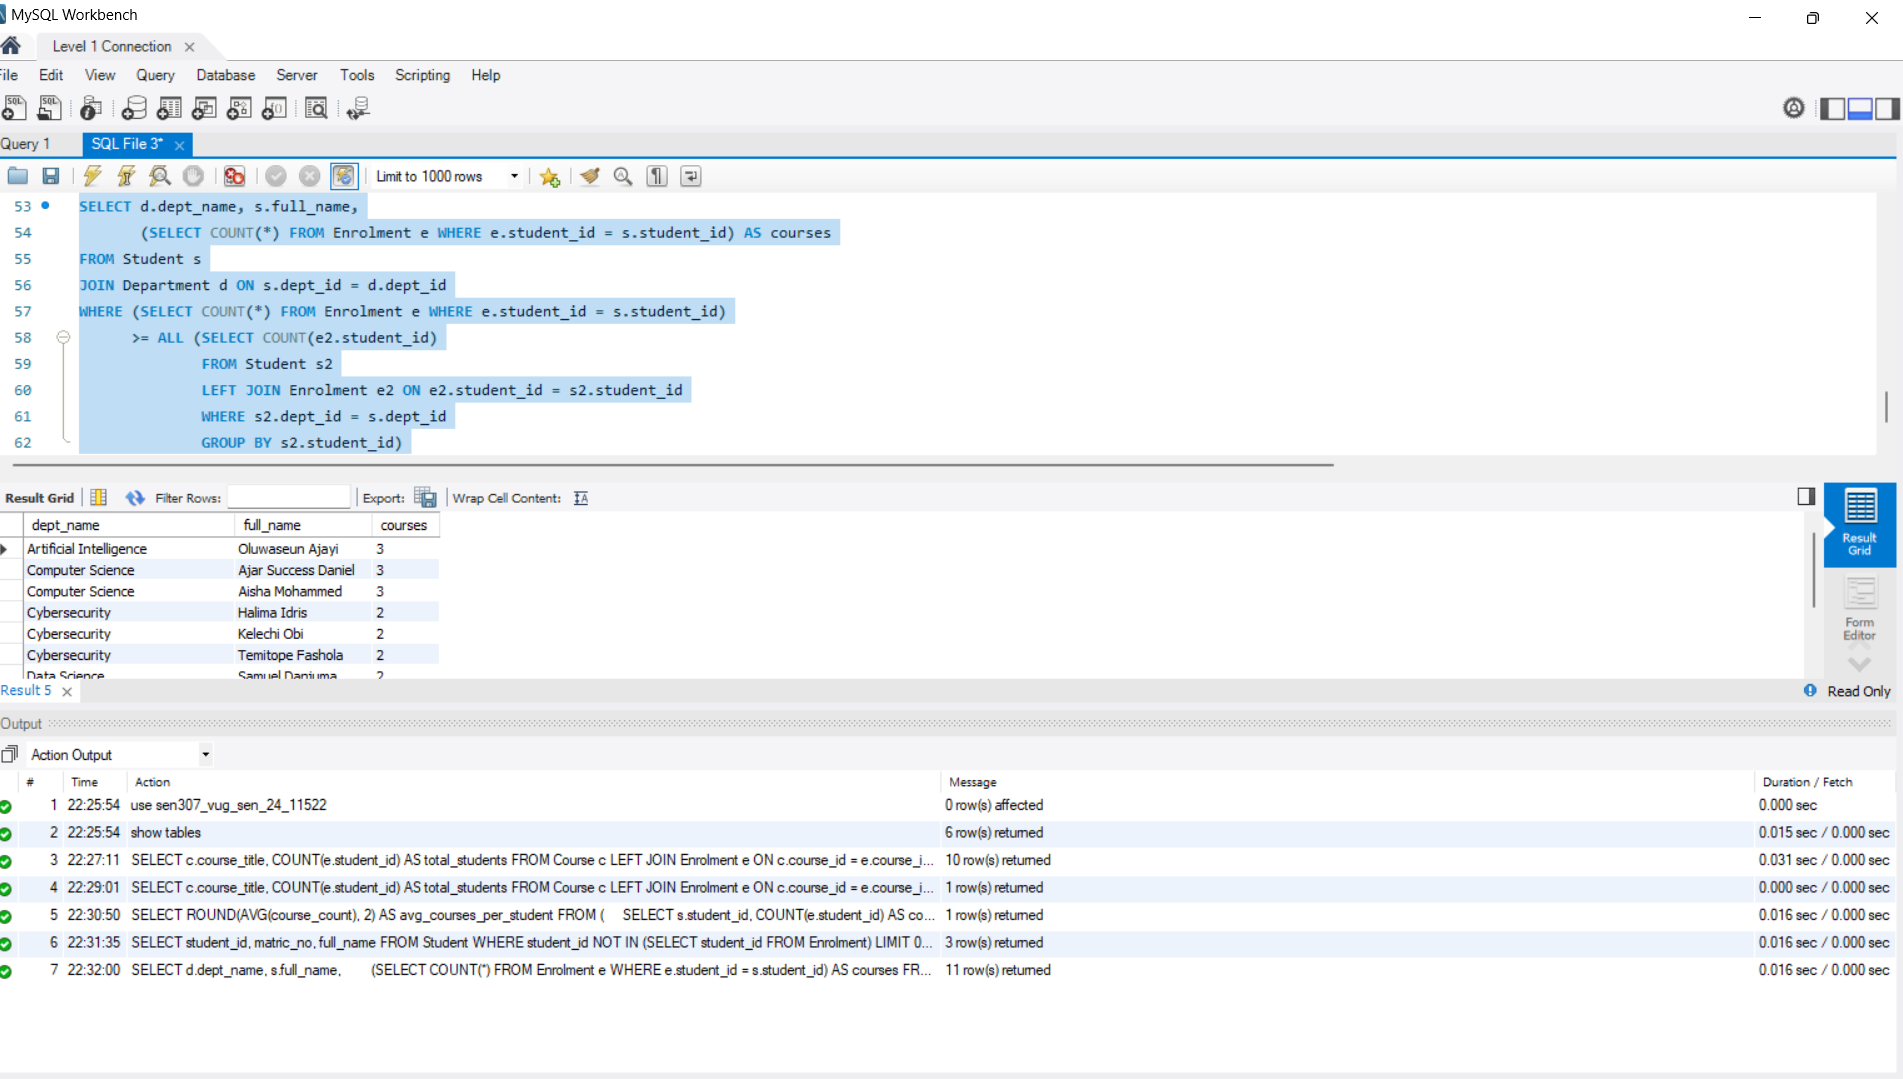 MySQL Workbench
Level 1 Connection
File Edit View Query Database Server Tools Scripting Help
Query 1 SQL File 3*
Limit to 1000 rows
53 SELECT d.dept_name, s.full_name,
54 (SELECT COUNT(*) FROM Enrolment e WHERE e.student_id = s.student_id) AS courses
55 FROM Student s
56 JOIN Department d ON s.dept_id = d.dept_id
57 WHERE (SELECT COUNT(*) FROM Enrolment e WHERE e.student_id = s.student_id)
58 >= ALL (SELECT COUNT(e2.student_id)
59 FROM Student s2
60 LEFT JOIN Enrolment e2 ON e2.student_id = s2.student_id
61 WHERE s2.dept_id = s.dept_id
62 GROUP BY s2.student_id)
Result Grid Filter Rows: Export: Wrap Cell Content:
dept_name full_name courses
Artificial Intelligence Oluwaseun Ajayi 3
Computer Science Ajar Success Daniel 3
Computer Science Aisha Mohammed 3
Cybersecurity Halima Idris 2
Cybersecurity Kelechi Obi 2
Cybersecurity Temitope Fashola 2
Data Science Samuel Danjuma 2
Result Grid
Form Editor
Result 5
Read Only
Output
Action Output
# Time Action Message Duration / Fetch
1 22:25:54 use sen307_vug_sen_24_11522 0 row(s) affected 0.000 sec
2 22:25:54 show tables 6 row(s) returned 0.015 sec / 0.000 sec
3 22:27:11 SELECT c.course_title, COUNT(e.student_id) AS total_students FROM Course c LEFT JOIN Enrolment e ON c.course_id = e.course_i... 10 row(s) returned 0.031 sec / 0.000 sec
4 22:29:01 SELECT c.course_title, COUNT(e.student_id) AS total_students FROM Course c LEFT JOIN Enrolment e ON c.course_id = e.course_i... 1 row(s) returned 0.000 sec / 0.000 sec
5 22:30:50 SELECT ROUND(AVG(course_count), 2) AS avg_courses_per_student FROM ( SELECT s.student_id, COUNT(e.student_id) AS co... 1 row(s) returned 0.016 sec / 0.000 sec
6 22:31:35 SELECT student_id, matric_no, full_name FROM Student WHERE student_id NOT IN (SELECT student_id FROM Enrolment) LIMIT 0... 3 row(s) returned 0.016 sec / 0.000 sec
7 22:32:00 SELECT d.dept_name, s.full_name, (SELECT COUNT(*) FROM Enrolment e WHERE e.student_id = s.student_id) AS courses FR... 11 row(s) returned 0.016 sec / 0.000 sec